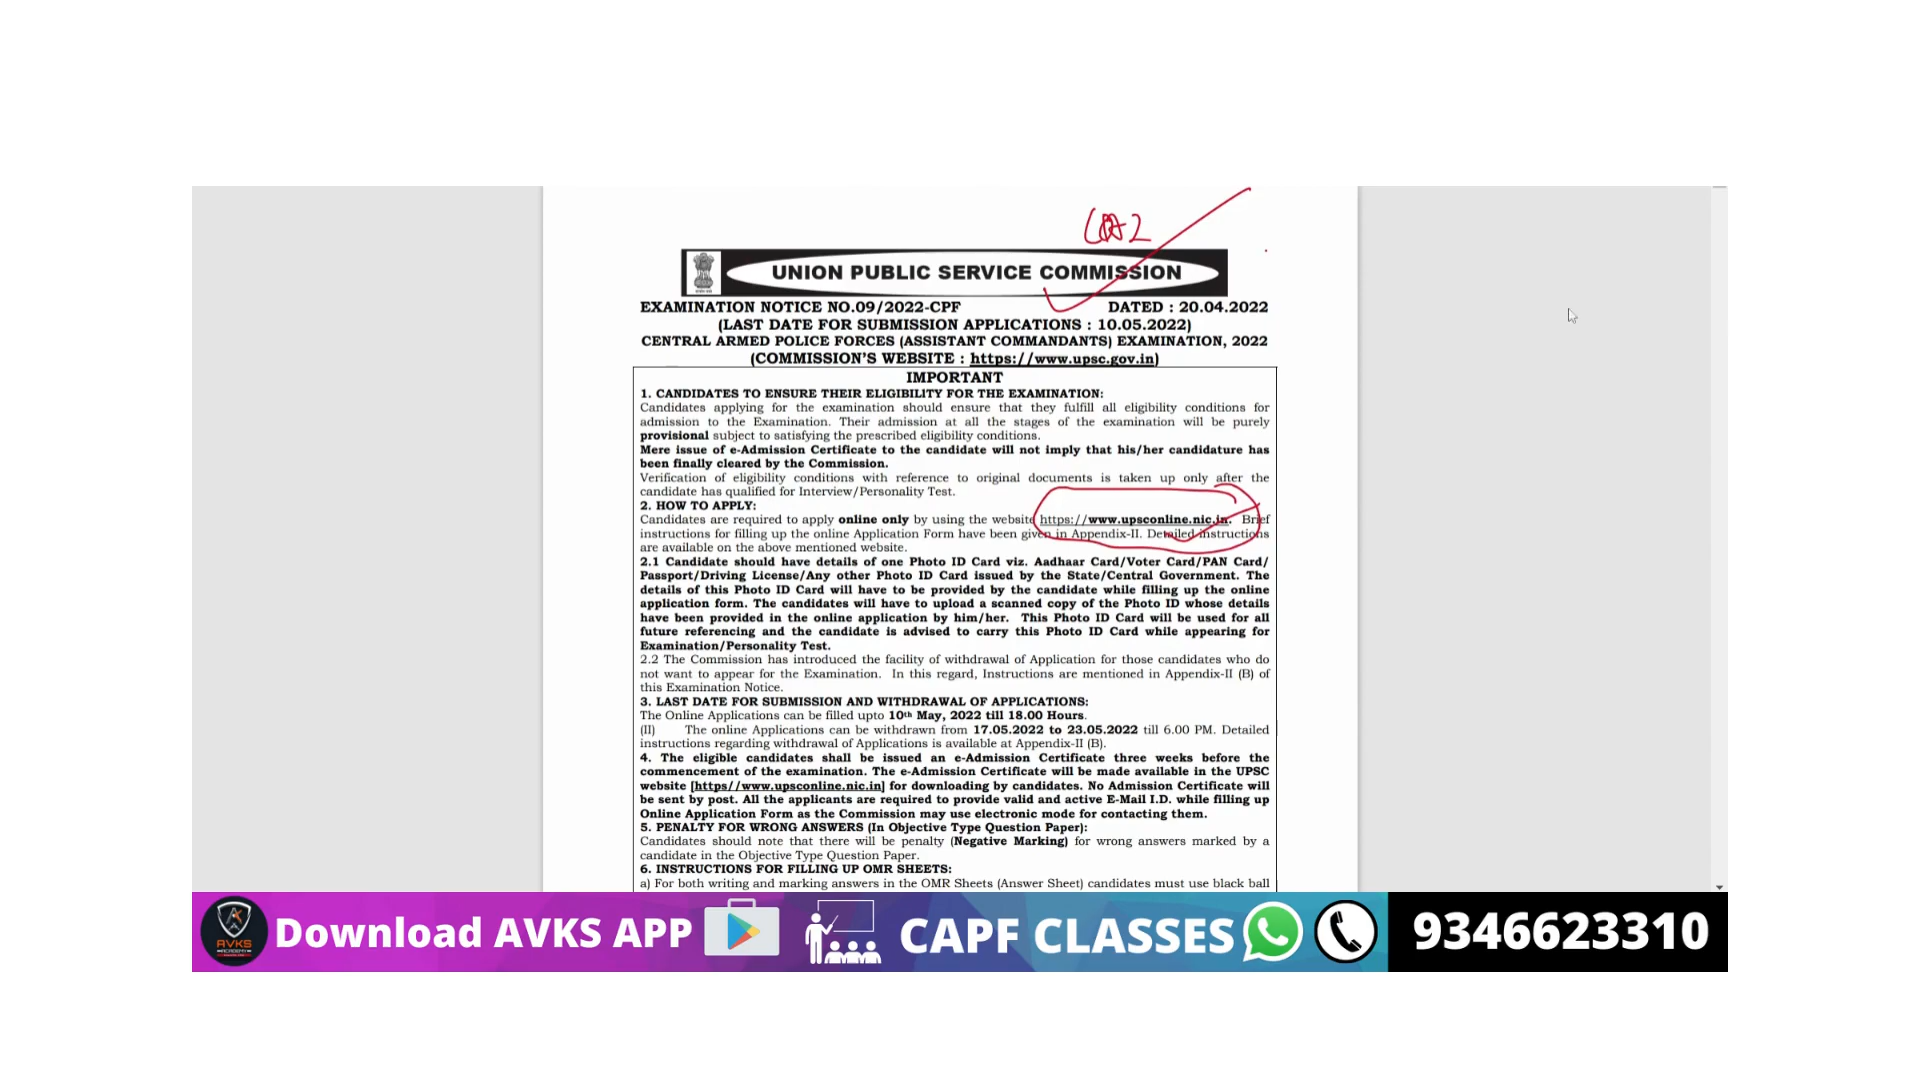 UNION PUBLIC SERVICE COMMISSION
EXAMINATION NOTICE NO.09/2022-CPF DATED : 20.04.2022
(LAST DATE FOR SUBMISSION APPLICATIONS : 10.05.2022)
CENTRAL ARMED POLICE FORCES (ASSISTANT COMMANDANTS) EXAMINATION, 2022
(COMMISSION'S WEBSITE : https://www.upsc.gov.in)
IMPORTANT
1. CANDIDATES TO ENSURE THEIR ELIGIBILITY FOR THE EXAMINATION:
Candidates applying for the examination should ensure that they fulfill all eligibility conditions for
admission to the Examination. Their admission at all the stages of the examination will be purely
provisional subject to satisfying the prescribed eligibility conditions.
Mere issue of e-Admission Certificate to the candidate will not imply that his/her candidature has
been finally cleared by the Commission.
Verification of eligibility conditions with reference to original documents is taken up only after the
candidate has qualified for Interview/Personality Test.
2. HOW TO APPLY:
Candidates are required to apply online only by using the website https://www.upsconline.nic.in. Brief
instructions for filling up the online Application Form have been given in Appendix-II. Detailed instructions
are available on the above mentioned website.
2.1 Candidate should have details of one Photo ID Card viz. Aadhaar Card/Voter Card/PAN Card/
Passport/Driving License/Any other Photo ID Card issued by the State/Central Government. The
details of this Photo ID Card will have to be provided by the candidate while filling up the online
application form. The candidates will have to upload a scanned copy of the Photo ID whose details
have been provided in the online application by him/her. This Photo ID Card will be used for all
future referencing and the candidate is advised to carry this Photo ID Card while appearing for
Examination/Personality Test.
2.2 The Commission has introduced the facility of withdrawal of Application for those candidates who do
not want to appear for the Examination. In this regard, Instructions are mentioned in Appendix-II (B) of
this Examination Notice.
3. LAST DATE FOR SUBMISSION AND WITHDRAWAL OF APPLICATIONS:
The Online Applications can be filled upto 10th May, 2022 till 18.00 Hours.
(II) The online Applications can be withdrawn from 17.05.2022 to 23.05.2022 till 6.00 PM. Detailed
instructions regarding withdrawal of Applications is available at Appendix-II (B).
4. The eligible candidates shall be issued an e-Admission Certificate three weeks before the
commencement of the examination. The e-Admission Certificate will be made available in the UPSC
website [https//www.upsconline.nic.in] for downloading by candidates. No Admission Certificate will
be sent by post. All the applicants are required to provide valid and active E-Mail I.D. while filling up
Online Application Form as the Commission may use electronic mode for contacting them.
5. PENALTY FOR WRONG ANSWERS (In Objective Type Question Paper):
Candidates should note that there will be penalty (Negative Marking) for wrong answers marked by a
candidate in the Objective Type Question Paper.
6. INSTRUCTIONS FOR FILLING UP OMR SHEETS:
a) For both writing and marking answers in the OMR Sheets (Answer Sheet) candidates must use black ball
AVKS
Download AVKS APP CAPF CLASSES 9346623310